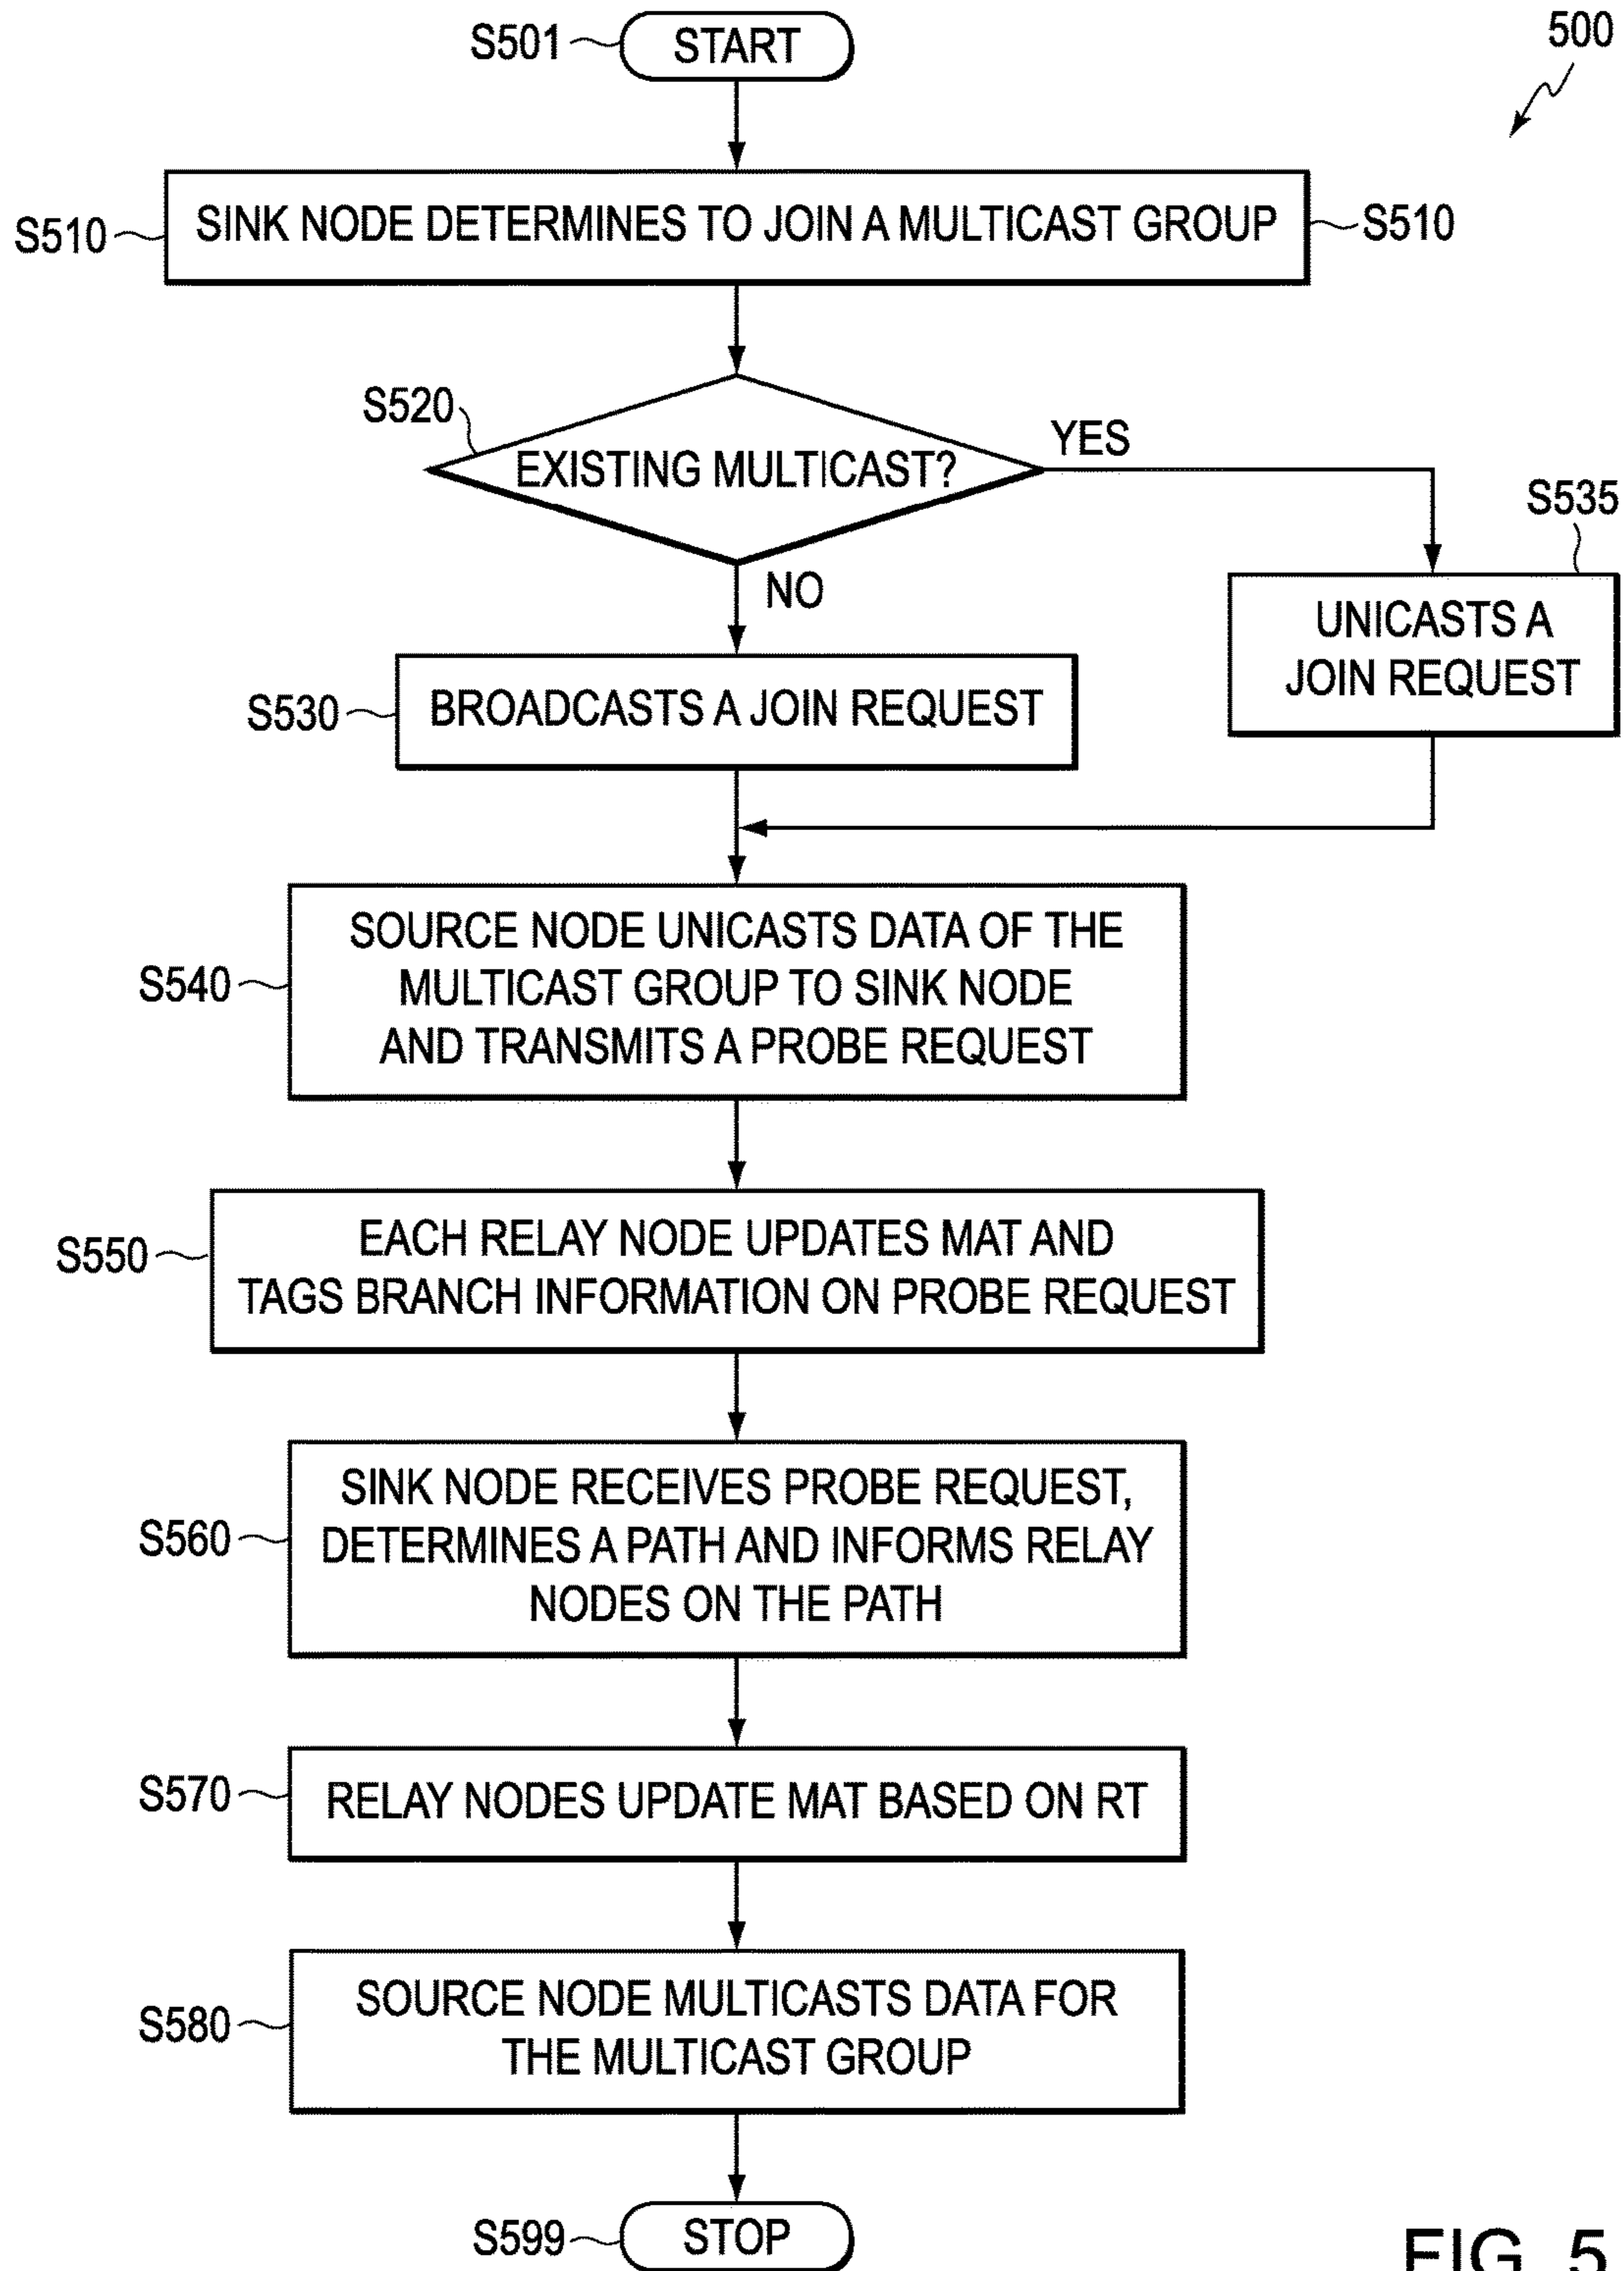 S501
START
500
S510
SINK NODE DETERMINES TO JOIN A MULTICAST GROUP
S510
S520
EXISTING MULTICAST?
YES
NO
S535
UNICASTS A
JOIN REQUEST
S530
BROADCASTS A JOIN REQUEST
S540
SOURCE NODE UNICASTS DATA OF THE
MULTICAST GROUP TO SINK NODE
AND TRANSMITS A PROBE REQUEST
S550
EACH RELAY NODE UPDATES MAT AND
TAGS BRANCH INFORMATION ON PROBE REQUEST
S560
SINK NODE RECEIVES PROBE REQUEST,
DETERMINES A PATH AND INFORMS RELAY
NODES ON THE PATH
S570
RELAY NODES UPDATE MAT BASED ON RT
S580
SOURCE NODE MULTICASTS DATA FOR
THE MULTICAST GROUP
S599
STOP
FIG. 5